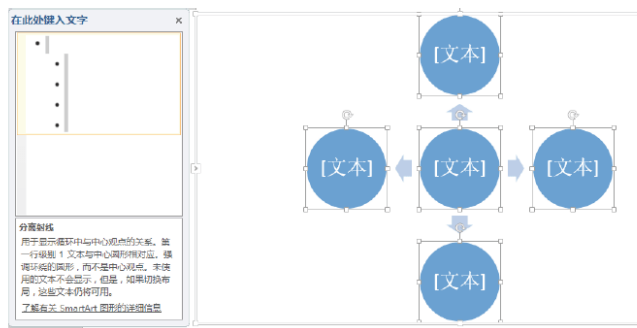 在此处键入文字
分离射线
用于显示循环中与中心观点的关系。第
一行级别 1 文本与中心圆形相对应。强
调环绕的圆形，而不是中心观点。未使
用的文本不会显示，但是，如果切换布
局，这些文本仍将可用。
了解有关 SmartArt 图形的详细信息
[文本]
[文本]
[文本]
[文本]
[文本]